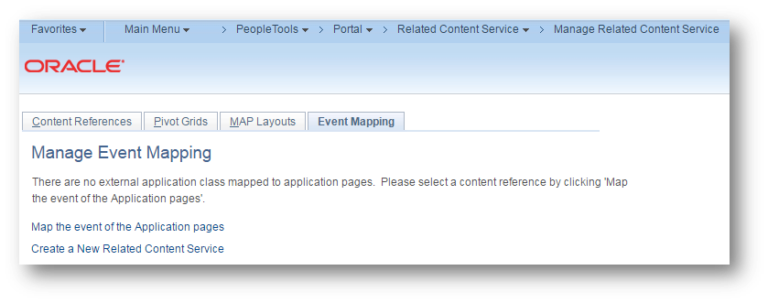 Favorites Main Menu > PeopleTools > Portal > Related Content Service > Manage Related Content Service
ORACLE
Content References Pivot Grids MAP Layouts Event Mapping
Manage Event Mapping
There are no external application class mapped to application pages. Please select a content reference by clicking 'Map
the event of the Application pages'.
Map the event of the Application pages
Create a New Related Content Service